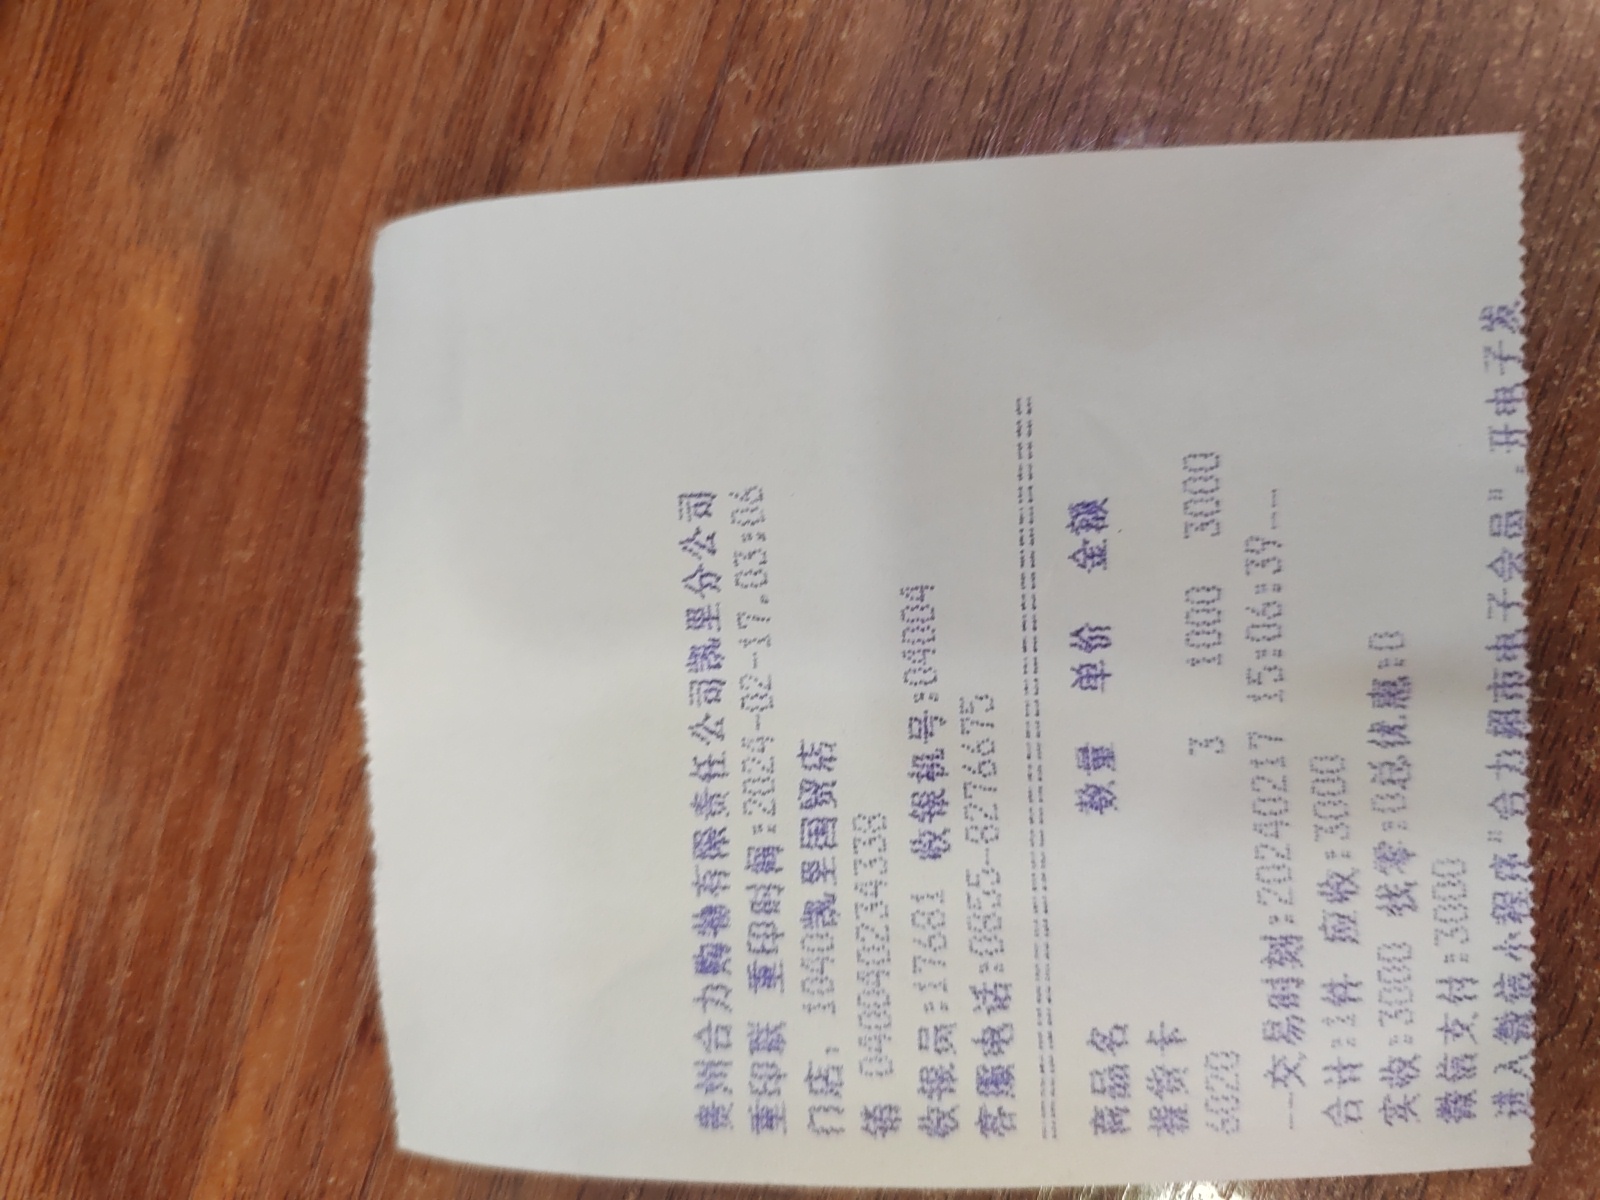 贵州合力购物有限责任公司凯里分公司
重印联 重印时间:2024-02-17,03:06
门店: 1040凯里国贸店
销 040040234338
收银员:17681 收银机号:04004
客服电话:0855-8276675
商品名 数量 单价 金额
提货卡
6020 3 1000 3000
--交易时刻:20240217 15:06:39--
合计:1件 应收:3000
实收:3000 找零:0总优惠:0
微信支付:3000
进入微信小程序"合力超市电子会员",开电子发